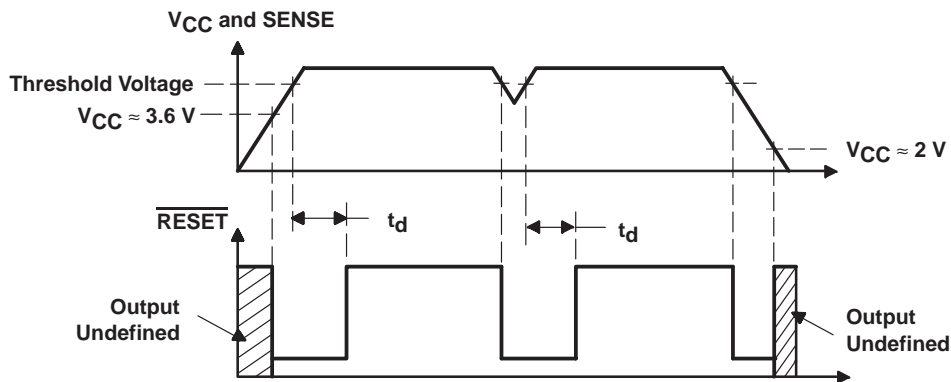 VCC and SENSE
Threshold Voltage
VCC ≈ 3.6 V
VCC ≈ 2 V
RESET
td
td
Output
Undefined
Output
Undefined